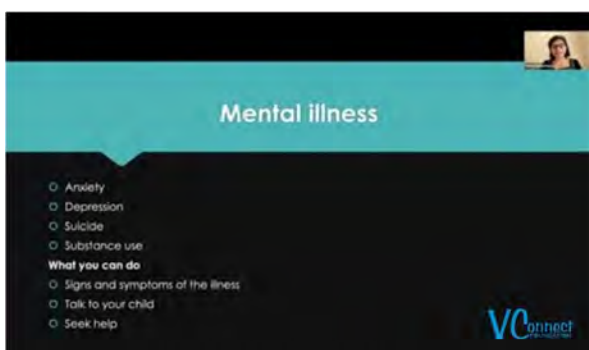 Mental illness
Anxiety
Depression
Suicide
Substance use
What you can do
Signs and symptoms of the illness
Talk to your child
Seek help
VConnect